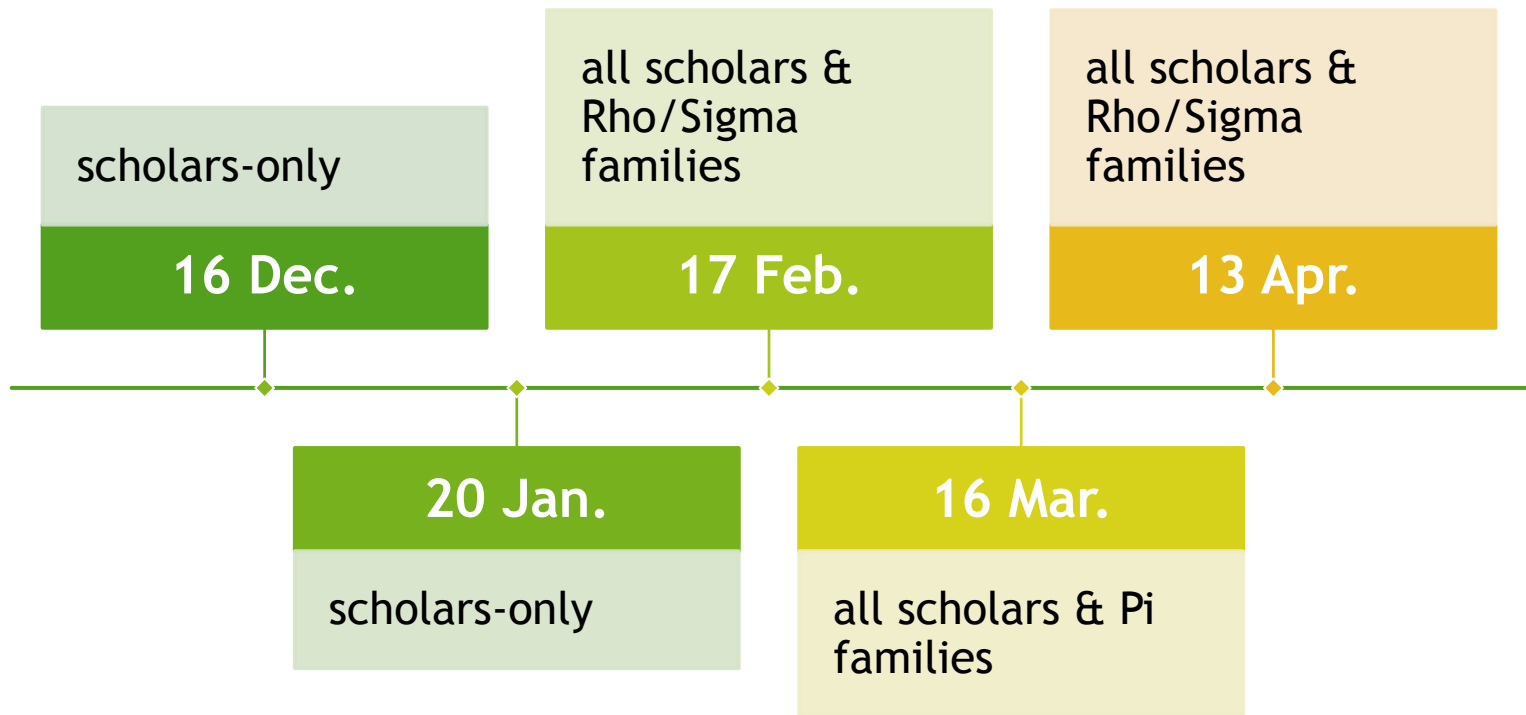 scholars-only
16 Dec.
20 Jan.
scholars-only
all scholars &
Rho/Sigma
families
17 Feb.
16 Mar.
all scholars & Pi
families
all scholars &
Rho/Sigma
families
13 Apr.